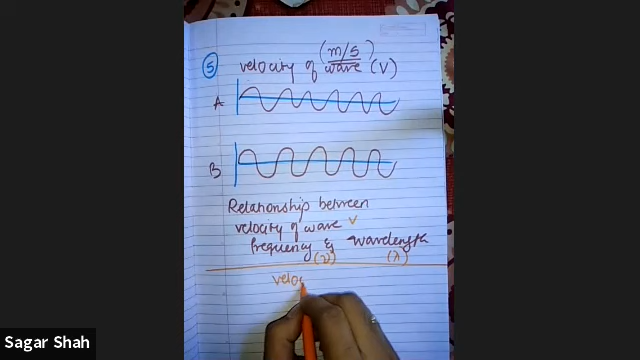 (m/s)
5 velocity of wave (V)
A
B
Relationship between
velocity of wave V
frequency & wavelength
(ν) (λ)
velo
Sagar Shah